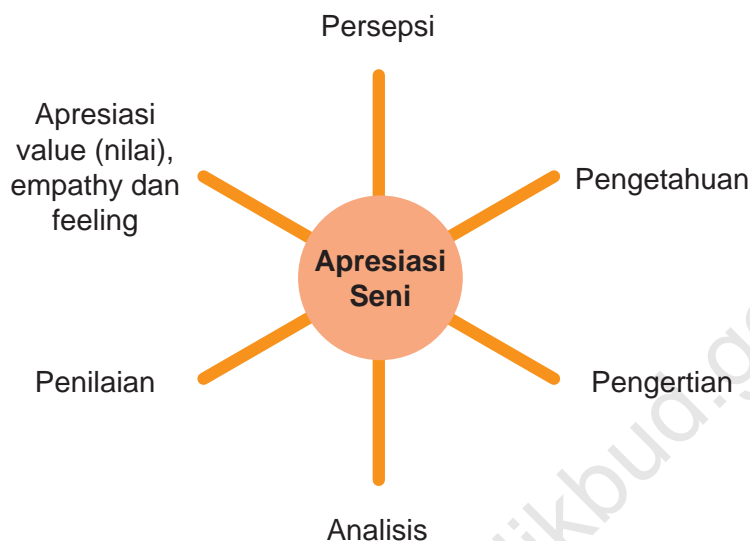 Persepsi
Apresiasi
value (nilai),
empathy dan
feeling
Pengetahuan
Apresiasi
Seni
Penilaian
Pengertian
Analisis